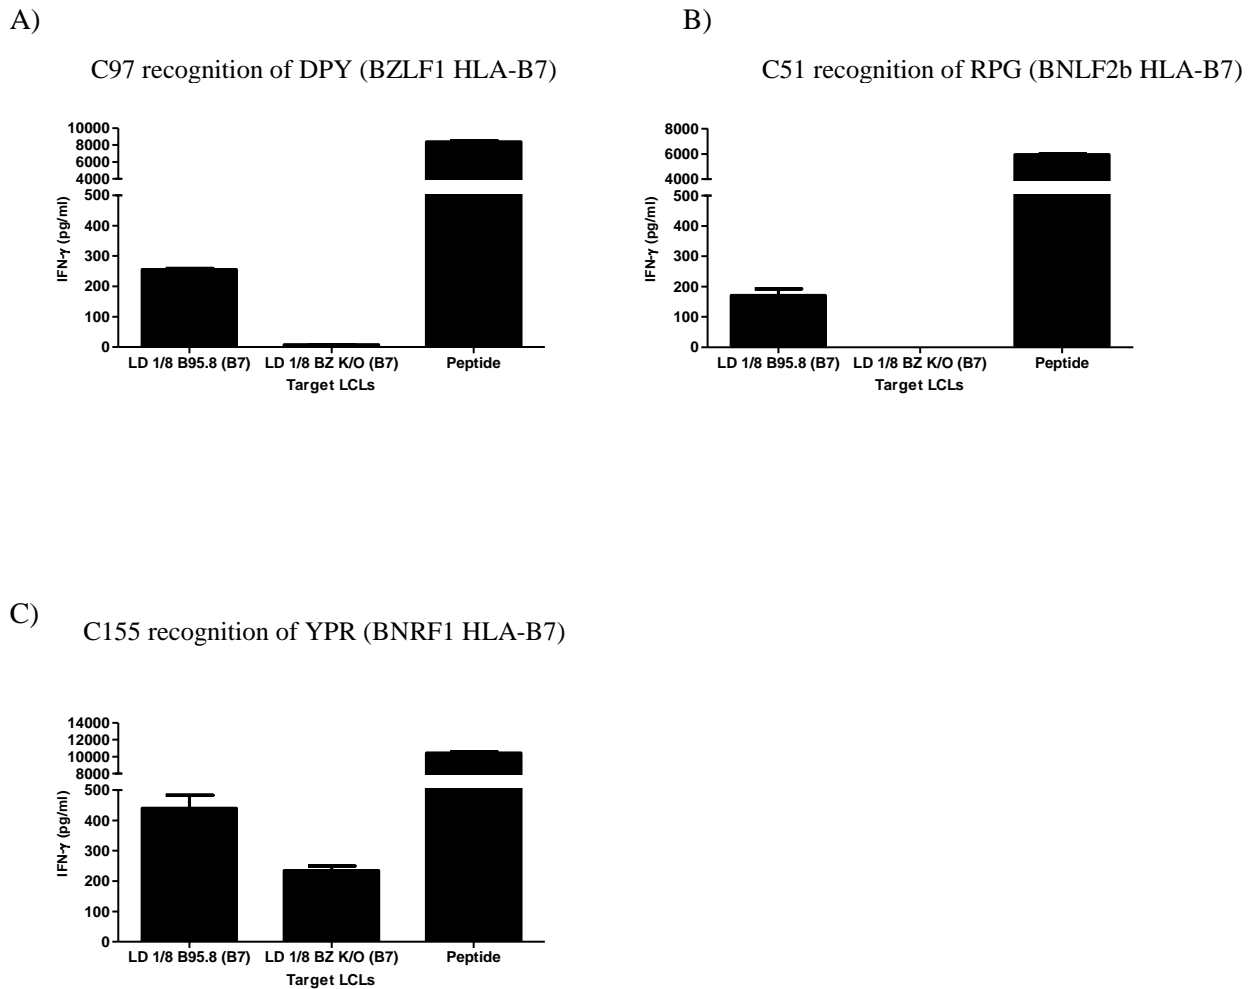 A)
C97 recognition of DPY (BZLF1 HLA-B7)
10000
8000
6000
4000
500
400
300
200
100
0
IFN-γ (pg/ml)
LD 1/8 B95.8 (B7) LD 1/8 BZ K/O (B7) Peptide
Target LCLs
B)
C51 recognition of RPG (BNLF2b HLA-B7)
8000
6000
4000
500
400
300
200
100
0
IFN-γ (pg/ml)
LD 1/8 B95.8 (B7) LD 1/8 BZ K/O (B7) Peptide
Target LCLs
C)
C155 recognition of YPR (BNRF1 HLA-B7)
14000
12000
10000
8000
500
400
300
200
100
0
IFN-γ (pg/ml)
LD 1/8 B95.8 (B7) LD 1/8 BZ K/O (B7) Peptide
Target LCLs